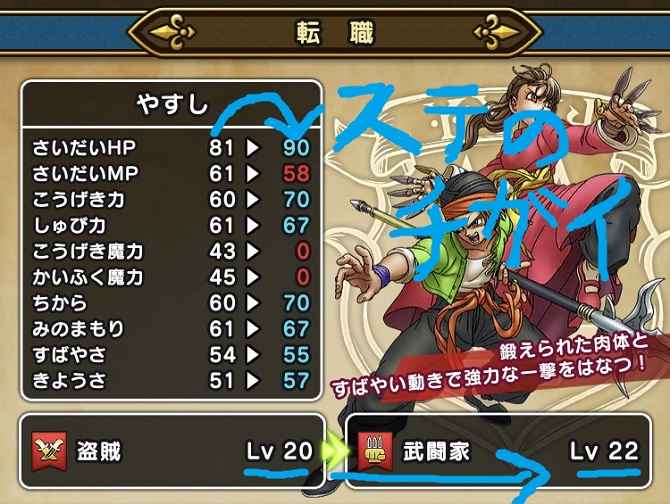 転職
やすし
さいだいHP 81 ▶ 90
さいだいMP 61 ▶ 58
こうげき力 60 ▶ 70
しゅび力 61 ▶ 67
こうげき魔力 43 ▶ 0
かいふく魔力 45 ▶ 0
ちから 60 ▶ 70
みのまもり 61 ▶ 67
すばやさ 54 ▶ 55
きようさ 51 ▶ 57
ステの
チガイ
鍛えられた肉体と
すばやい動きで強力な一撃をはなつ！
盗賊 Lv 20
武闘家 Lv 22